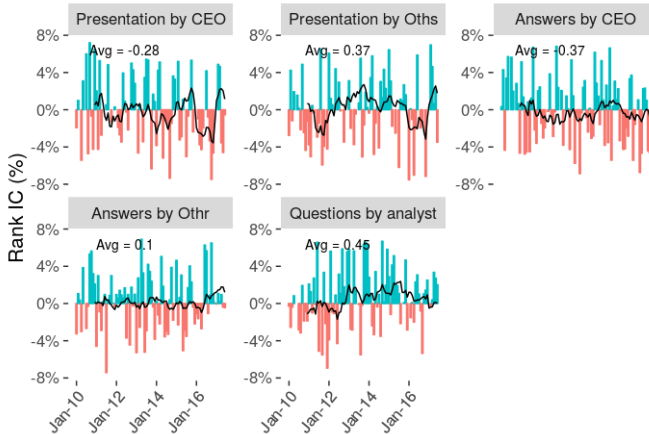 Presentation by CEO
Presentation by Oths
Answers by CEO
8%
4%
0%
-4%
-8%
Avg = -0.28
8%
4%
0%
-4%
-8%
Avg = 0.37
8%
4%
0%
-4%
-8%
Avg = -0.37
Rank IC (%)
Answers by Othr
Questions by analyst
8%
4%
0%
-4%
-8%
Avg = 0.1
8%
4%
0%
-4%
-8%
Avg = 0.45
Jan-10
Jan-12
Jan-14
Jan-16
Jan-10
Jan-12
Jan-14
Jan-16